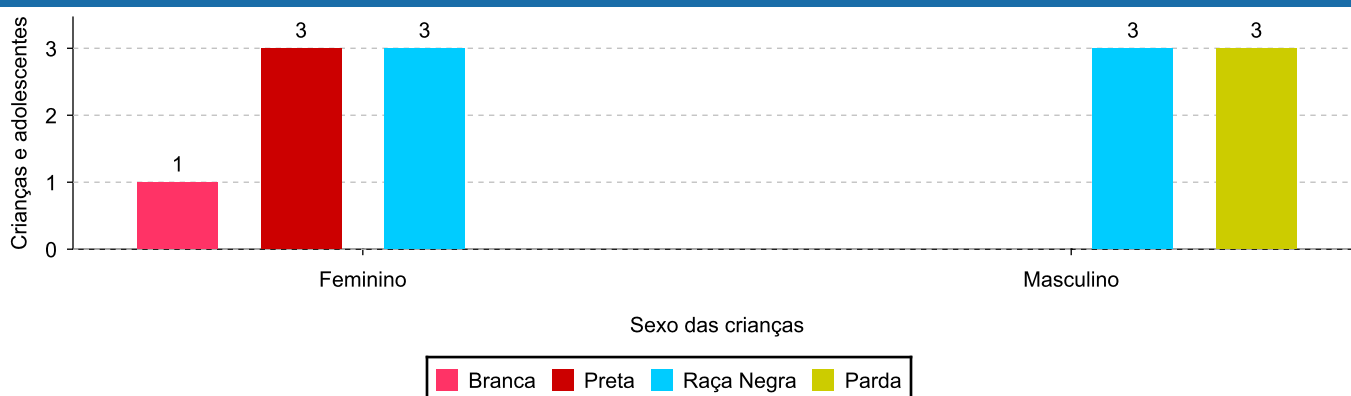 Crianças e adolescentes
3
2
1
0
1
3
3
3
3
Feminino
Masculino
Sexo das crianças
Branca
Preta
Raça Negra
Parda